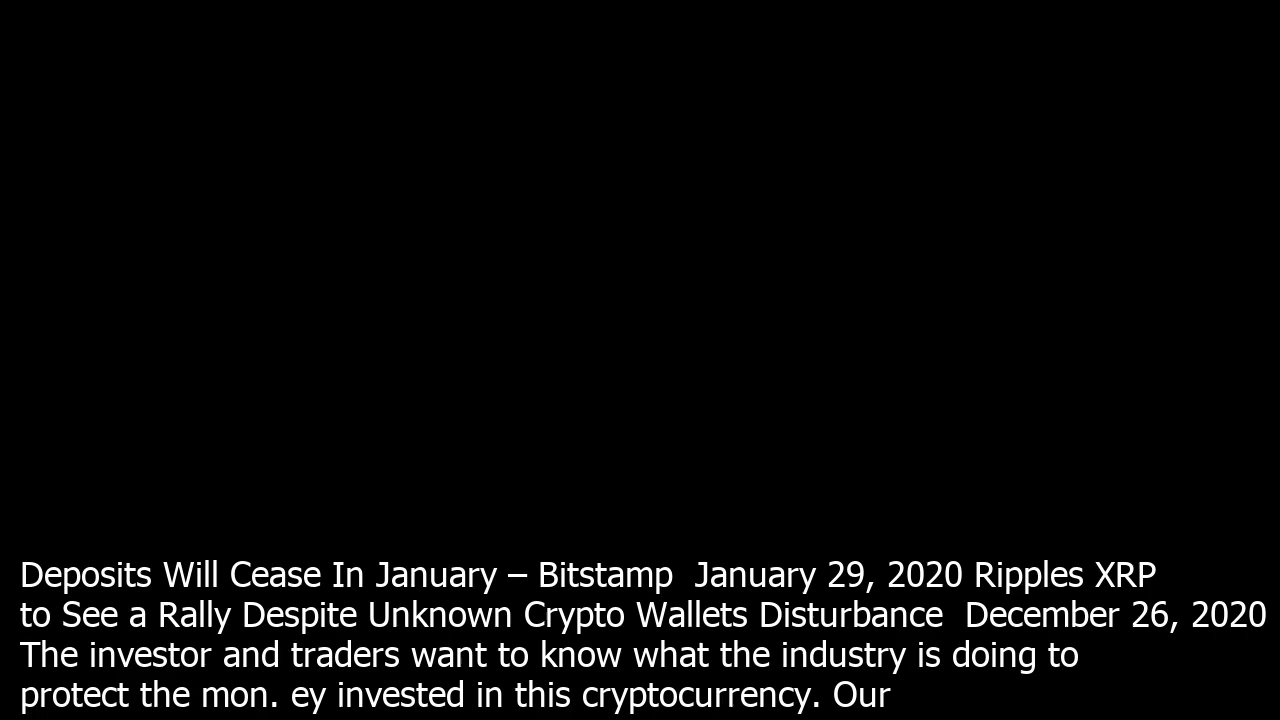 Deposits Will Cease In January – Bitstamp  January 29, 2020 Ripples XRP
to See a Rally Despite Unknown Crypto Wallets Disturbance  December 26, 2020
The investor and traders want to know what the industry is doing to
protect the mon. ey invested in this cryptocurrency. Our